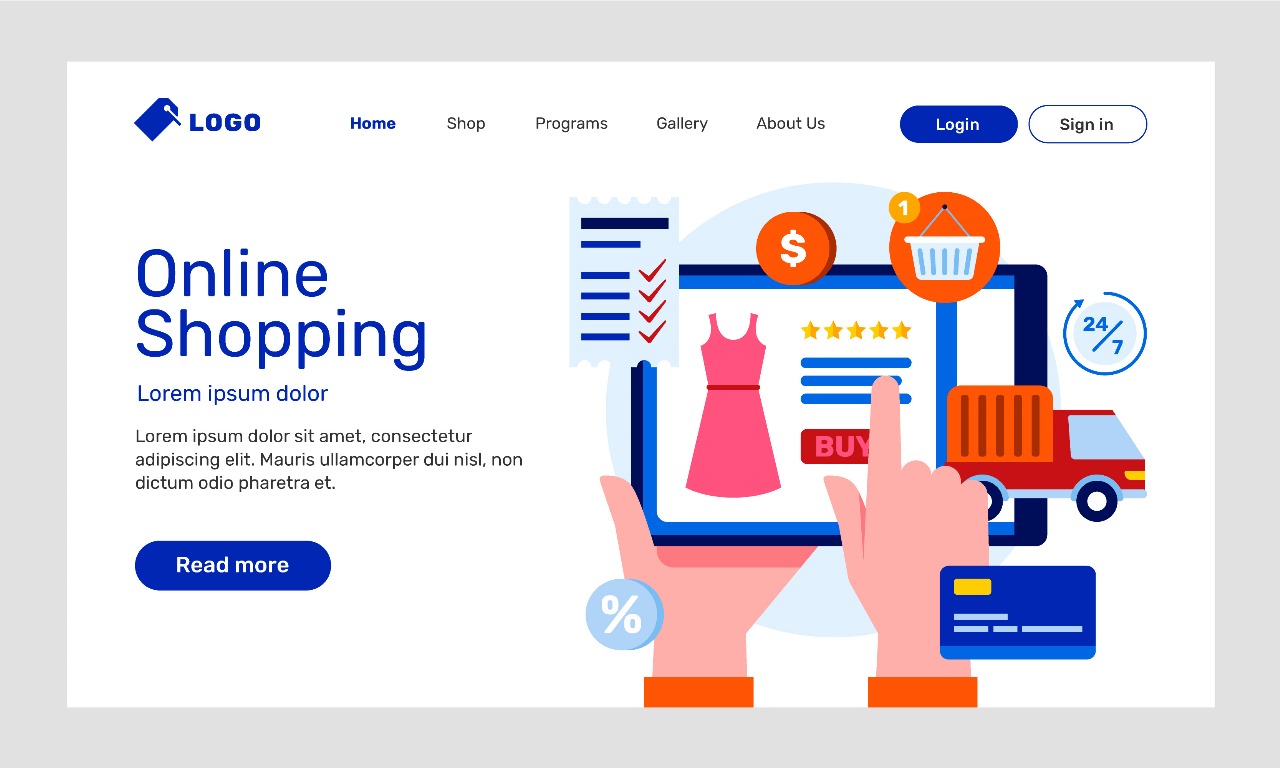 LOGO
Home
Shop
Programs
Gallery
About Us
Login
Sign in
Online
Shopping
Lorem ipsum dolor
Lorem ipsum dolor sit amet, consectetur
adipiscing elit. Mauris ullamcorper dui nisl, non
dictum odio pharetra et.
Read more
$
1
24/7
BUY
%